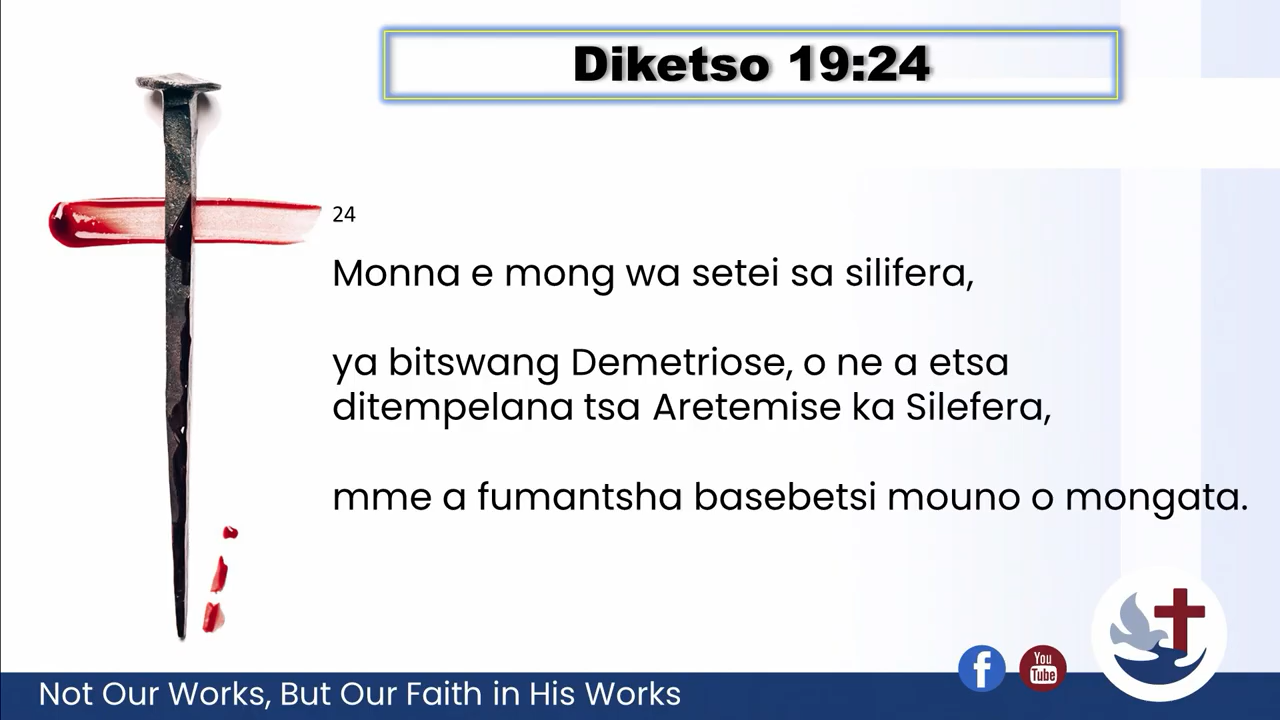 Diketso 19:24
24
Monna e mong wa setei sa silifera,
ya bitswang Demetriose, o ne a etsa
ditempelana tsa Aretemise ka Silefera,
mme a fumantsha basebetsi mouno o mongata.
f
You
Tube
Not Our Works, But Our Faith in His Works